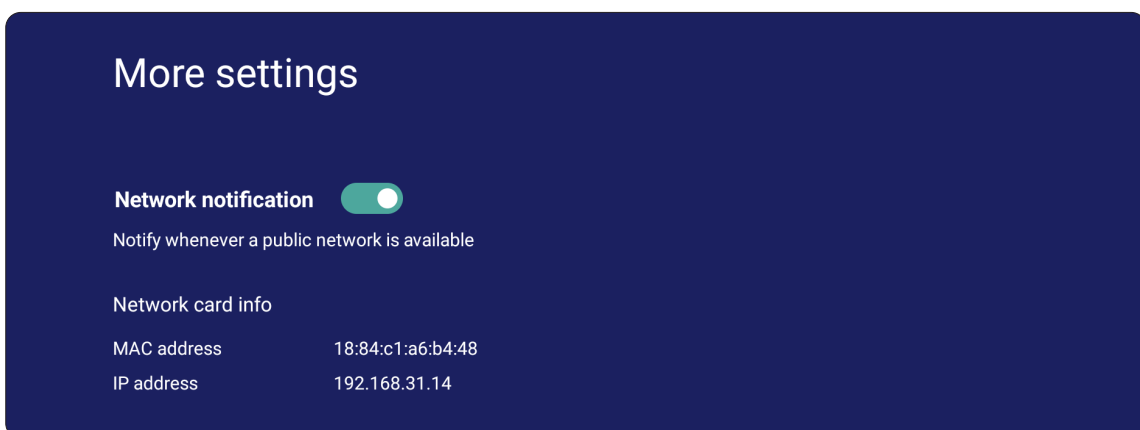 More settings
Network notification
Notify whenever a public network is available
Network card info
MAC address 18:84:c1:a6:b4:48
IP address 192.168.31.14